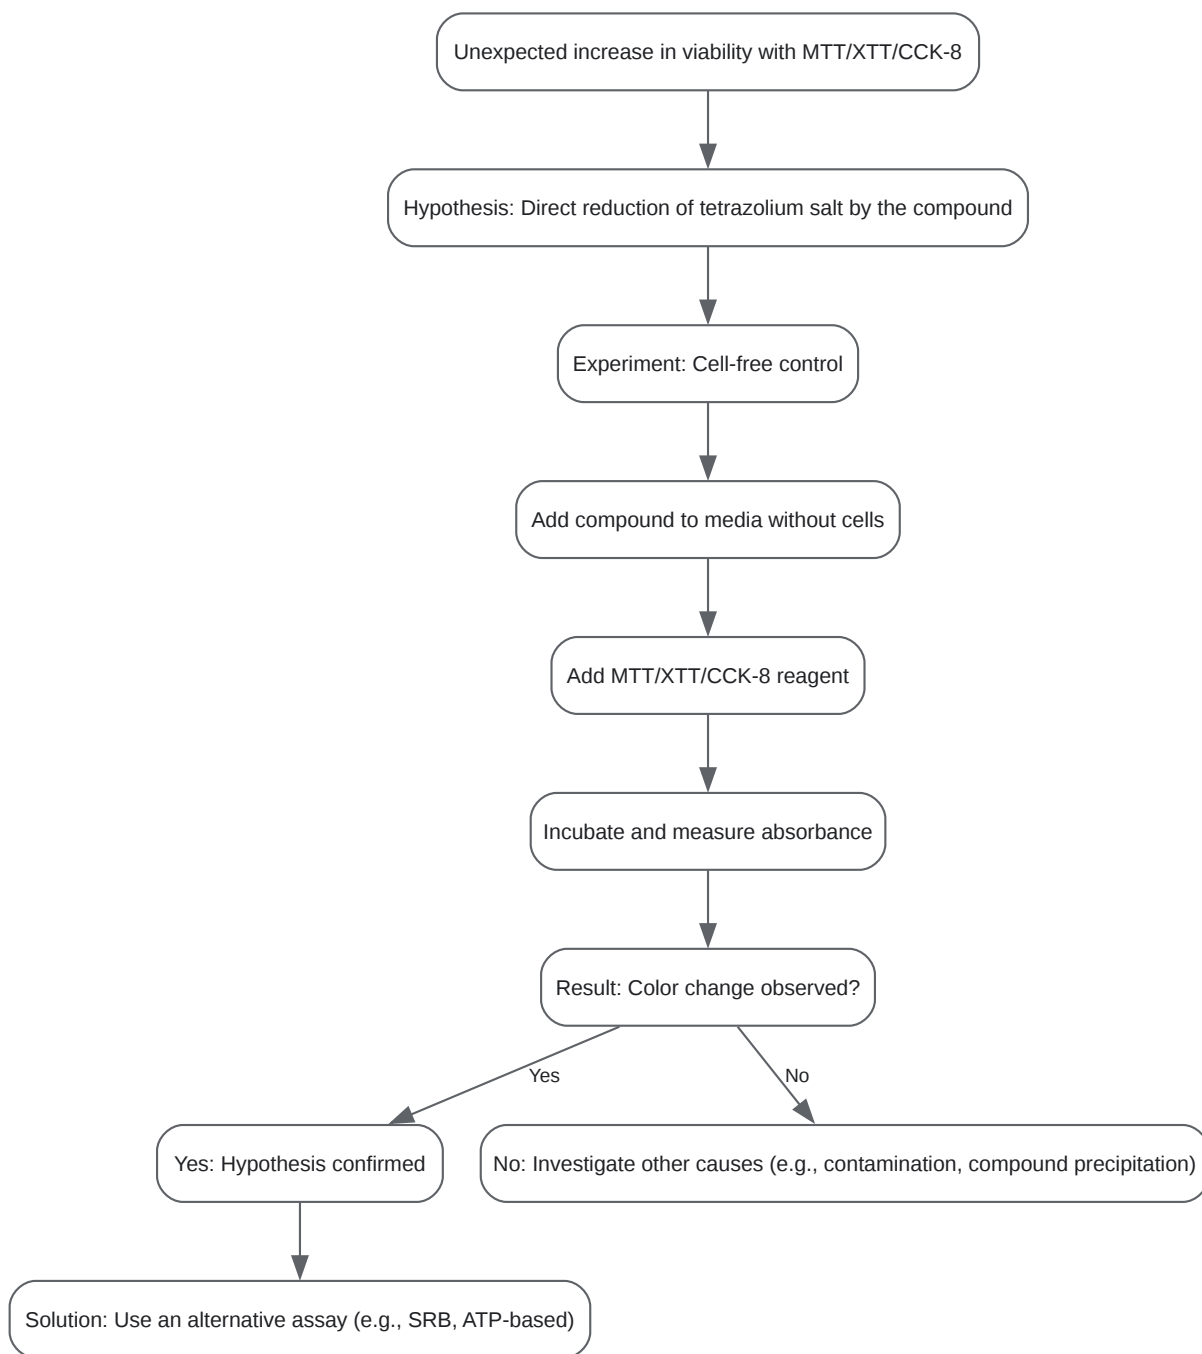 Unexpected increase in viability with MTT/XTT/CCK-8
Hypothesis: Direct reduction of tetrazolium salt by the compound
Experiment: Cell-free control
Add compound to media without cells
Add MTT/XTT/CCK-8 reagent
Incubate and measure absorbance
Result: Color change observed?
Yes
No
Yes: Hypothesis confirmed
No: Investigate other causes (e.g., contamination, compound precipitation)
Solution: Use an alternative assay (e.g., SRB, ATP-based)